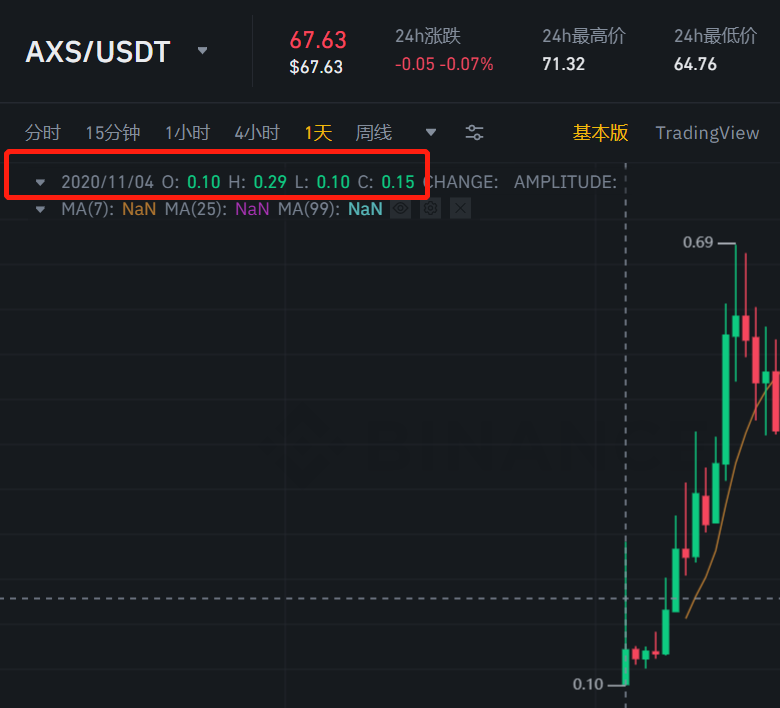 AXS/USDT
67.63
$67.63
24h涨跌
-0.05 -0.07%
24h最高价
71.32
24h最低价
64.76
分时 15分钟 1小时 4小时 1天 周线
基本版 TradingView
2020/11/04 O: 0.10 H: 0.29 L: 0.10 C: 0.15 CHANGE: AMPLITUDE:
MA(7): NaN MA(25): NaN MA(99): NaN
0.69
0.10